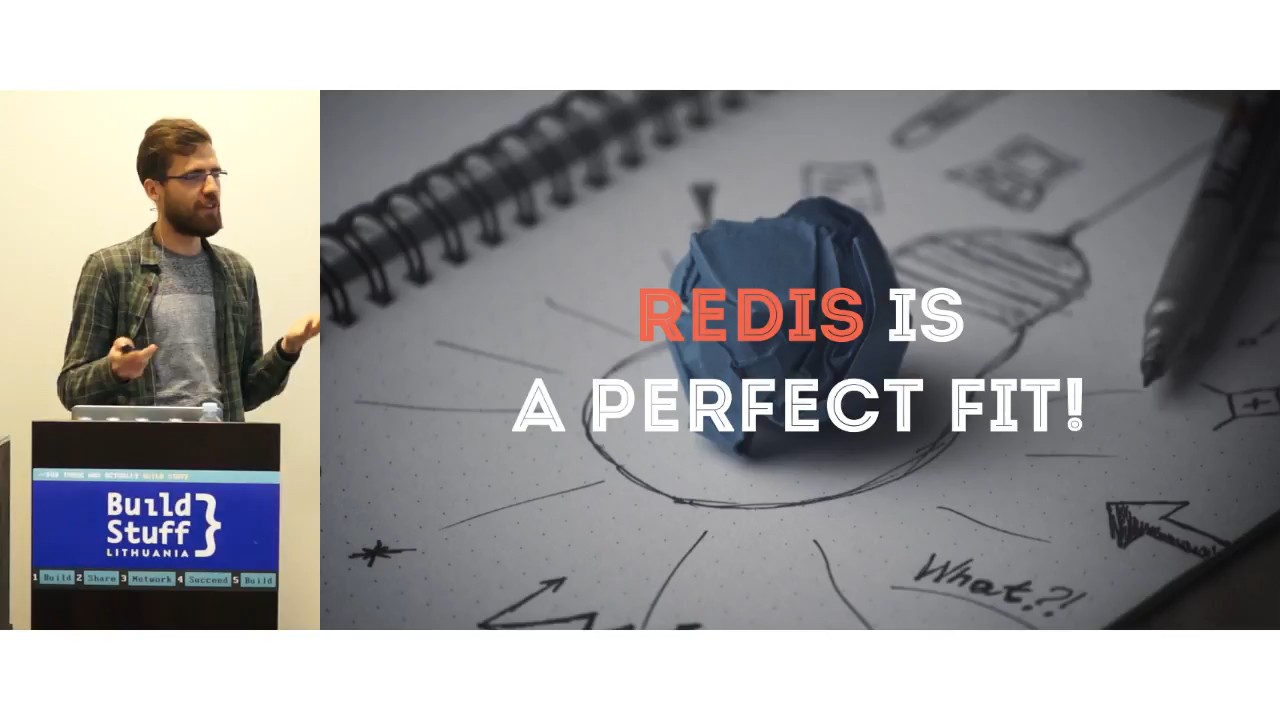 REDIS IS
A PERFECT FIT!
What?!
Build
Stuff
LITHUANIA
1 Build 2 Share 3 Network 4 Succeed 5 Build